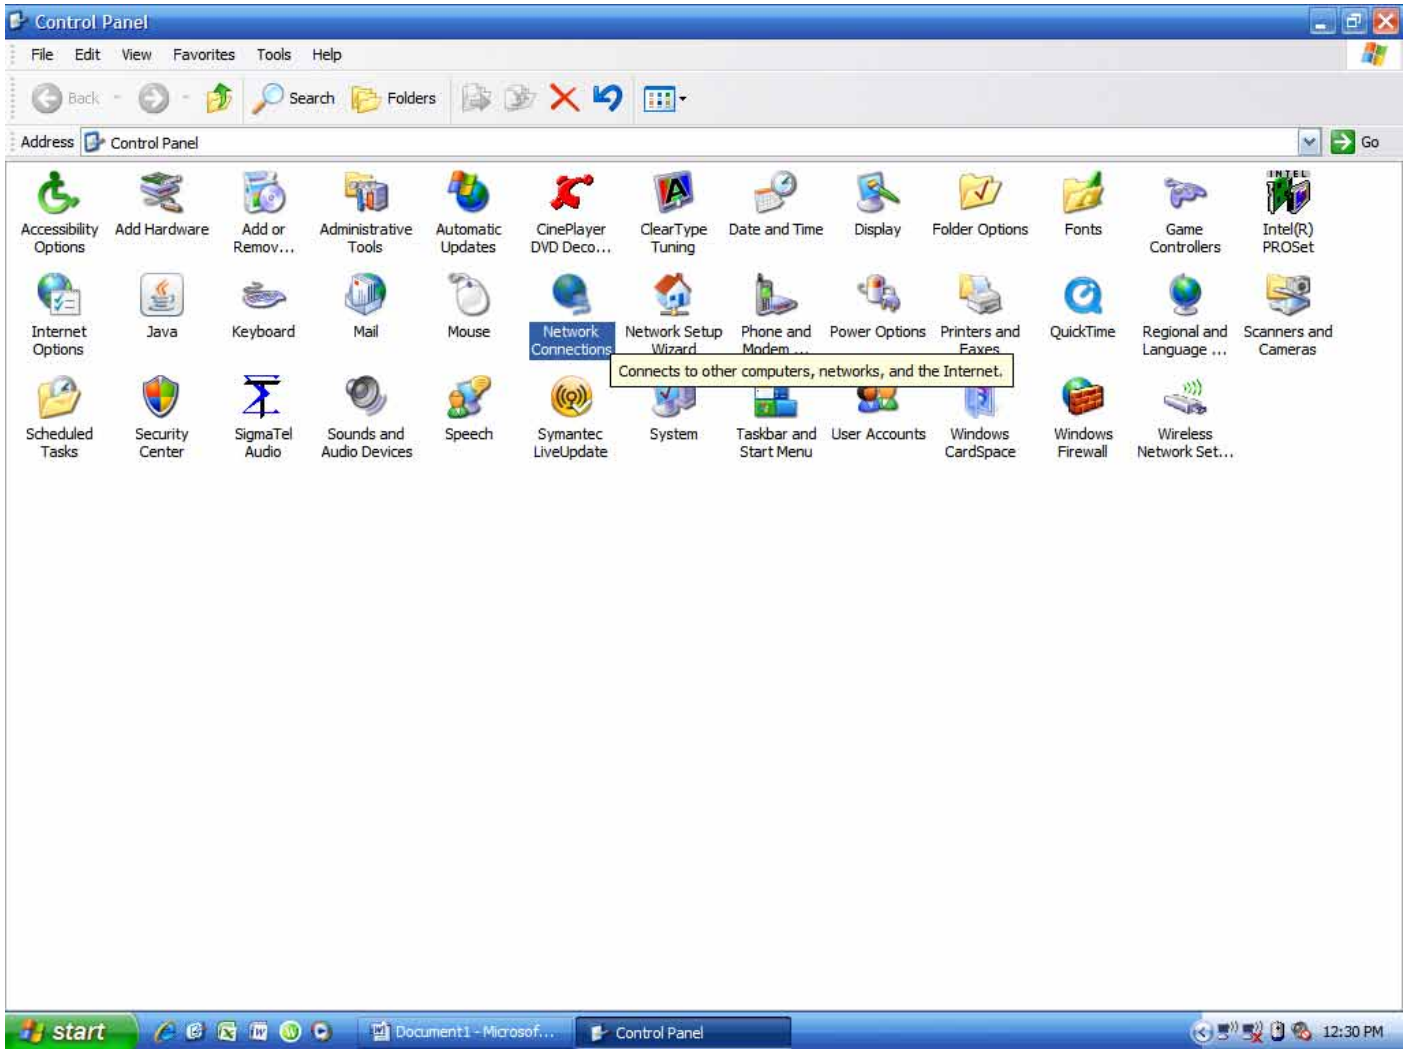 Control Panel
File Edit View Favorites Tools Help
Back Search Folders
Address Control Panel Go
INTEL
Accessibility Add Hardware Add or Administrative Automatic CinePlayer ClearType Date and Time Display Folder Options Fonts Game Intel(R)
Options Remov... Tools Updates DVD Deco... Tuning Controllers PROSet
Internet Java Keyboard Mail Mouse Network Network Setup Phone and Power Options Printers and QuickTime Regional and Scanners and
Options Connections Wizard Modem ... Faxes Language ... Cameras
Connects to other computers, networks, and the Internet.
Scheduled Security SigmaTel Sounds and Speech Symantec System Taskbar and User Accounts Windows Windows Wireless
Tasks Center Audio Audio Devices LiveUpdate Start Menu CardSpace Firewall Network Set...
start Document1 - Microsof... Control Panel 12:30 PM